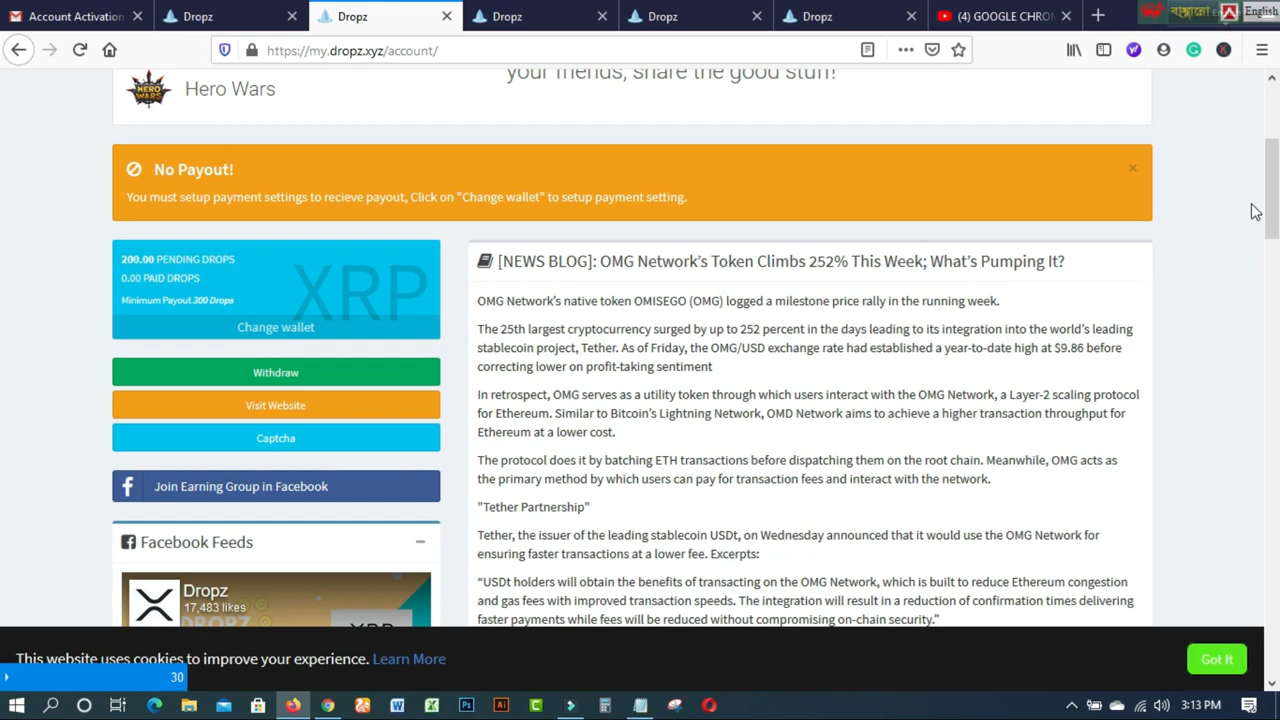 Account Activation
Dropz
Dropz
Dropz
Dropz
Dropz
(4) GOOGLE CHRO
English
https://my.dropz.xyz/account/
your friends, share the good stuff!
HERO WARS
Hero Wars
No Payout!
You must setup payment settings to recieve payout, Click on "Change wallet" to setup payment setting.
200.00 PENDING DROPS
0.00 PAID DROPS
XRP
Minimum Payout 300 Drops
Change wallet
Withdraw
Visit Website
Captcha
Join Earning Group in Facebook
Facebook Feeds
Dropz
17,483 likes
[NEWS BLOG]: OMG Network's Token Climbs 252% This Week; What's Pumping It?
OMG Network's native token OMISEGO (OMG) logged a milestone price rally in the running week.
The 25th largest cryptocurrency surged by up to 252 percent in the days leading to its integration into the world's leading
stablecoin project, Tether. As of Friday, the OMG/USD exchange rate had established a year-to-date high at $9.86 before
correcting lower on profit-taking sentiment
In retrospect, OMG serves as a utility token through which users interact with the OMG Network, a Layer-2 scaling protocol
for Ethereum. Similar to Bitcoin's Lightning Network, OMD Network aims to achieve a higher transaction throughput for
Ethereum at a lower cost.
The protocol does it by batching ETH transactions before dispatching them on the root chain. Meanwhile, OMG acts as
the primary method by which users can pay for transaction fees and interact with the network.
"Tether Partnership"
Tether, the issuer of the leading stablecoin USDt, on Wednesday announced that it would use the OMG Network for
ensuring faster transactions at a lower fee. Excerpts:
“USDt holders will obtain the benefits of transacting on the OMG Network, which is built to reduce Ethereum congestion
and gas fees with improved transaction speeds. The integration will result in a reduction of confirmation times delivering
faster payments while fees will be reduced without compromising on-chain security.”
This website uses cookies to improve your experience. Learn More
Got It
30
3:13 PM